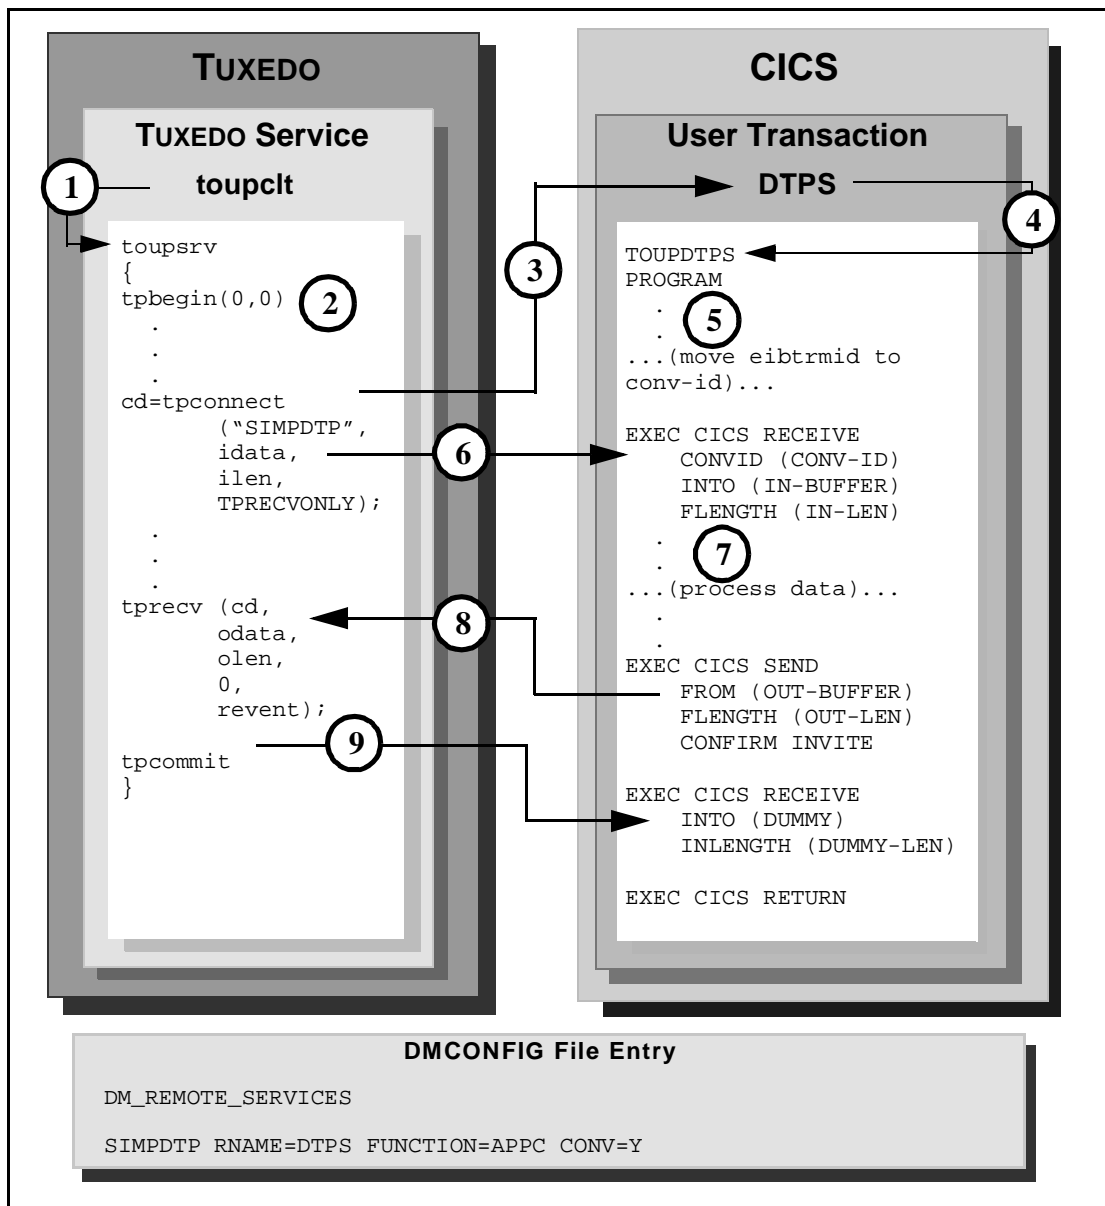 TUXEDO
TUXEDO Service
toupclt
1
toupsrv
{
tpbegin(0,0)
2
.
.
.
cd=tpconnect
(“SIMPDTP”,
idata,
ilen,
TPRECVONLY);
.
.
.
tprecv (cd,
odata,
olen,
0,
revent);
tpcommit
}
3
6
8
9
CICS
User Transaction
DTPS
4
TOUPDTPS
PROGRAM
.
.
5
...(move eibtrmid to
conv-id)...
EXEC CICS RECEIVE
CONVID (CONV-ID)
INTO (IN-BUFFER)
FLENGTH (IN-LEN)
.
.
7
...(process data)...
.
.
EXEC CICS SEND
FROM (OUT-BUFFER)
FLENGTH (OUT-LEN)
CONFIRM INVITE
EXEC CICS RECEIVE
INTO (DUMMY)
INLENGTH (DUMMY-LEN)
EXEC CICS RETURN
DMCONFIG File Entry
DM_REMOTE_SERVICES
SIMPDTP RNAME=DTPS FUNCTION=APPC CONV=Y